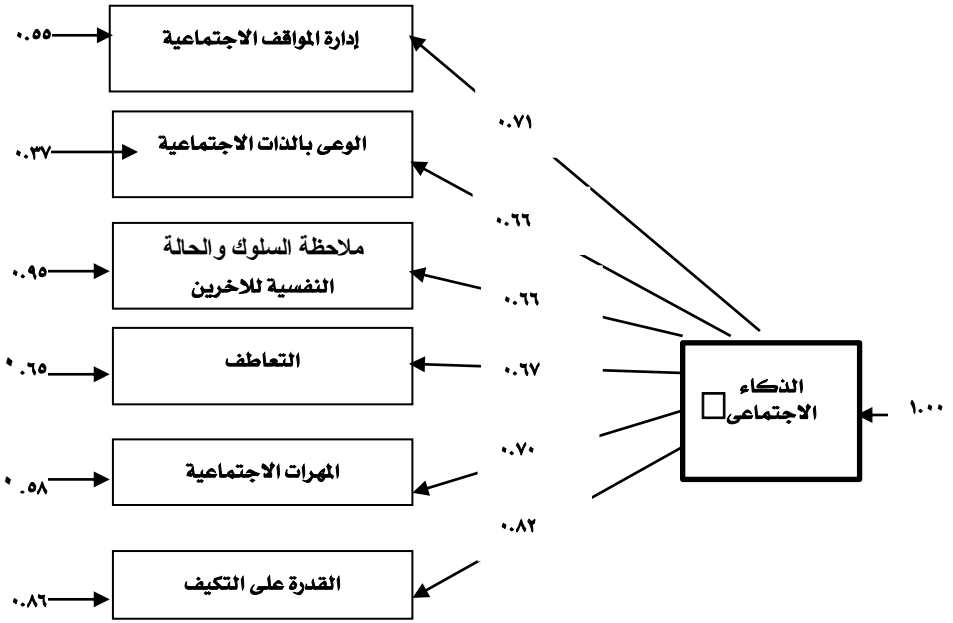 إدارة المواقف الاجتماعية
٠.٥٥
٠.٧١
الوعى بالذات الاجتماعية
٠.٣٧
٠.٦٦
ملاحظة السلوك والحالة
النفسية للاخرين
٠.٩٥
٠.٦٦
التعاطف
٠.٦٥
٠.٦٧
الذكاء
الاجتماعى
١.٠٠
المهرات الاجتماعية
٠.٥٨
٠.٧٠
القدرة على التكيف
٠.٨٦
٠.٨٢